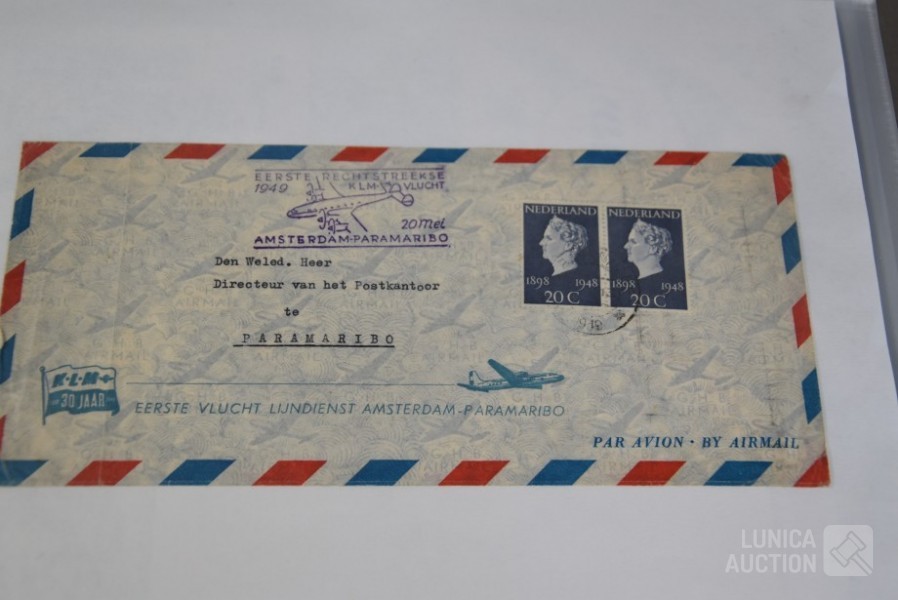 EERSTE RECHTSTREEKSE
1949 KLM VLUCHT
20 Mei
AMSTERDAM-PARAMARIBO
NEDERLAND
1898 1948
20 C
NEDERLAND
1898 1948
20 C
Den Weled. Heer
Directeur van het Postkantoor
te
PARAMARIBO
K·L·M
30 JAAR
EERSTE VLUCHT LIJNDIENST AMSTERDAM-PARAMARIBO
PAR AVION · BY AIRMAIL
LUNICA
AUCTION